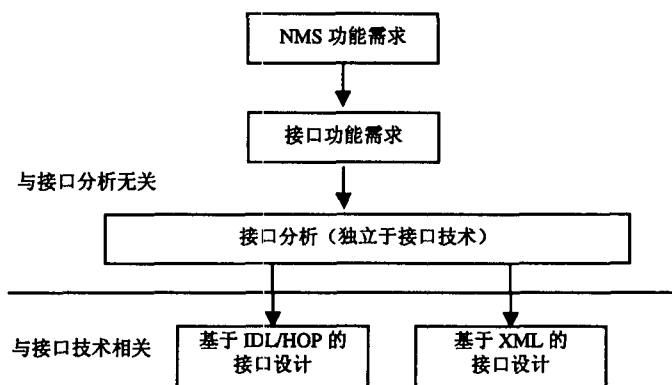 NMS 功能需求
接口功能需求
与接口分析无关
接口分析（独立于接口技术）
与接口技术相关
基于 IDL/HOP 的
接口设计
基于 XML 的
接口设计